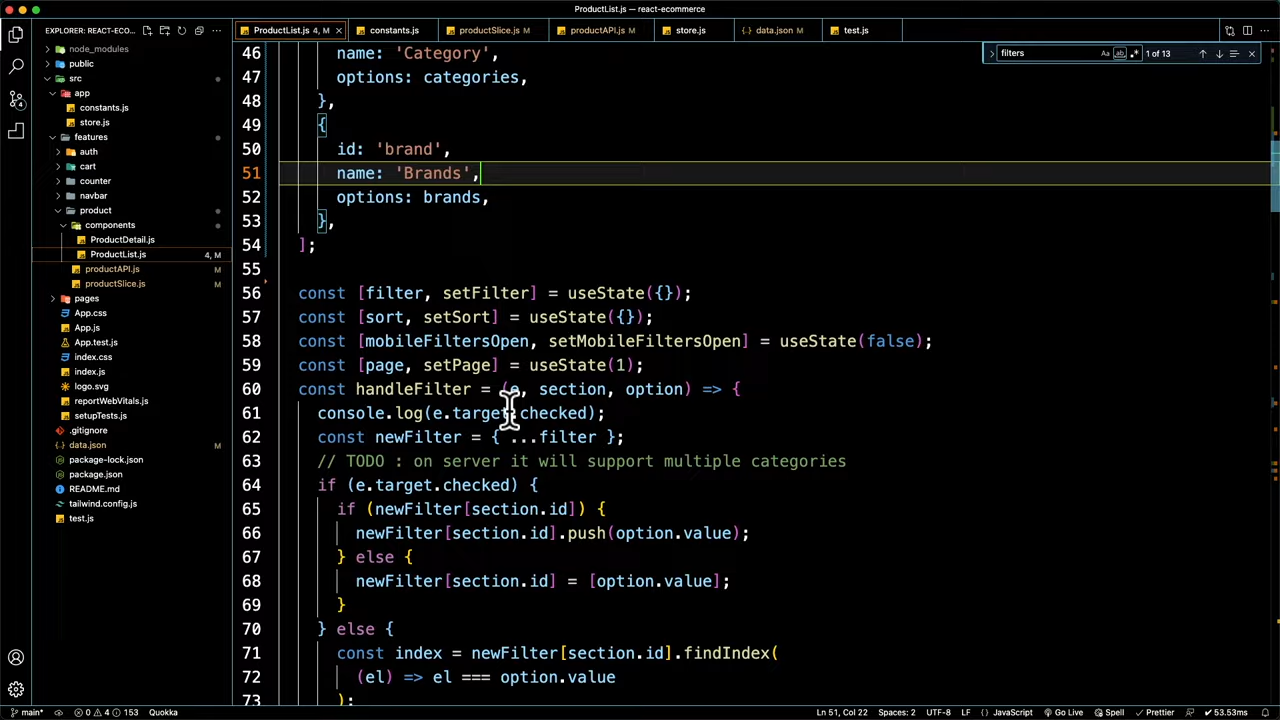 ProductList.js — react-ecommerce
EXPLORER: REACT-ECO...
ProductList.js 4, M
constants.js
productSlice.js M
productAPI.js M
store.js
data.json M
test.js
filters
Aa ab .*
1 of 13
node_modules
public
src
app
constants.js
store.js
features
auth
cart
counter
navbar
product
components
ProductDetail.js
ProductList.js 4, M
productAPI.js M
productSlice.js M
pages
App.css
App.js
App.test.js
index.css
index.js
logo.svg
reportWebVitals.js
setupTests.js
.gitignore
data.json M
package-lock.json
package.json
README.md
tailwind.config.js
test.js
4
46 name: 'Category',
47 options: categories,
48 },
49 {
50 id: 'brand',
51 name: 'Brands',
52 options: brands,
53 },
54 ];
55
56 const [filter, setFilter] = useState({});
57 const [sort, setSort] = useState({});
58 const [mobileFiltersOpen, setMobileFiltersOpen] = useState(false);
59 const [page, setPage] = useState(1);
60 const handleFilter = (e, section, option) => {
61 console.log(e.target.checked);
62 const newFilter = { ...filter };
63 // TODO : on server it will support multiple categories
64 if (e.target.checked) {
65 if (newFilter[section.id]) {
66 newFilter[section.id].push(option.value);
67 } else {
68 newFilter[section.id] = [option.value];
69 }
70 } else {
71 const index = newFilter[section.id].findIndex(
72 (el) => el === option.value
73 );
main* 0 4 153 Quokka
Ln 51, Col 22 Spaces: 2 UTF-8 LF {} JavaScript Go Live Spell Prettier 53.53ms